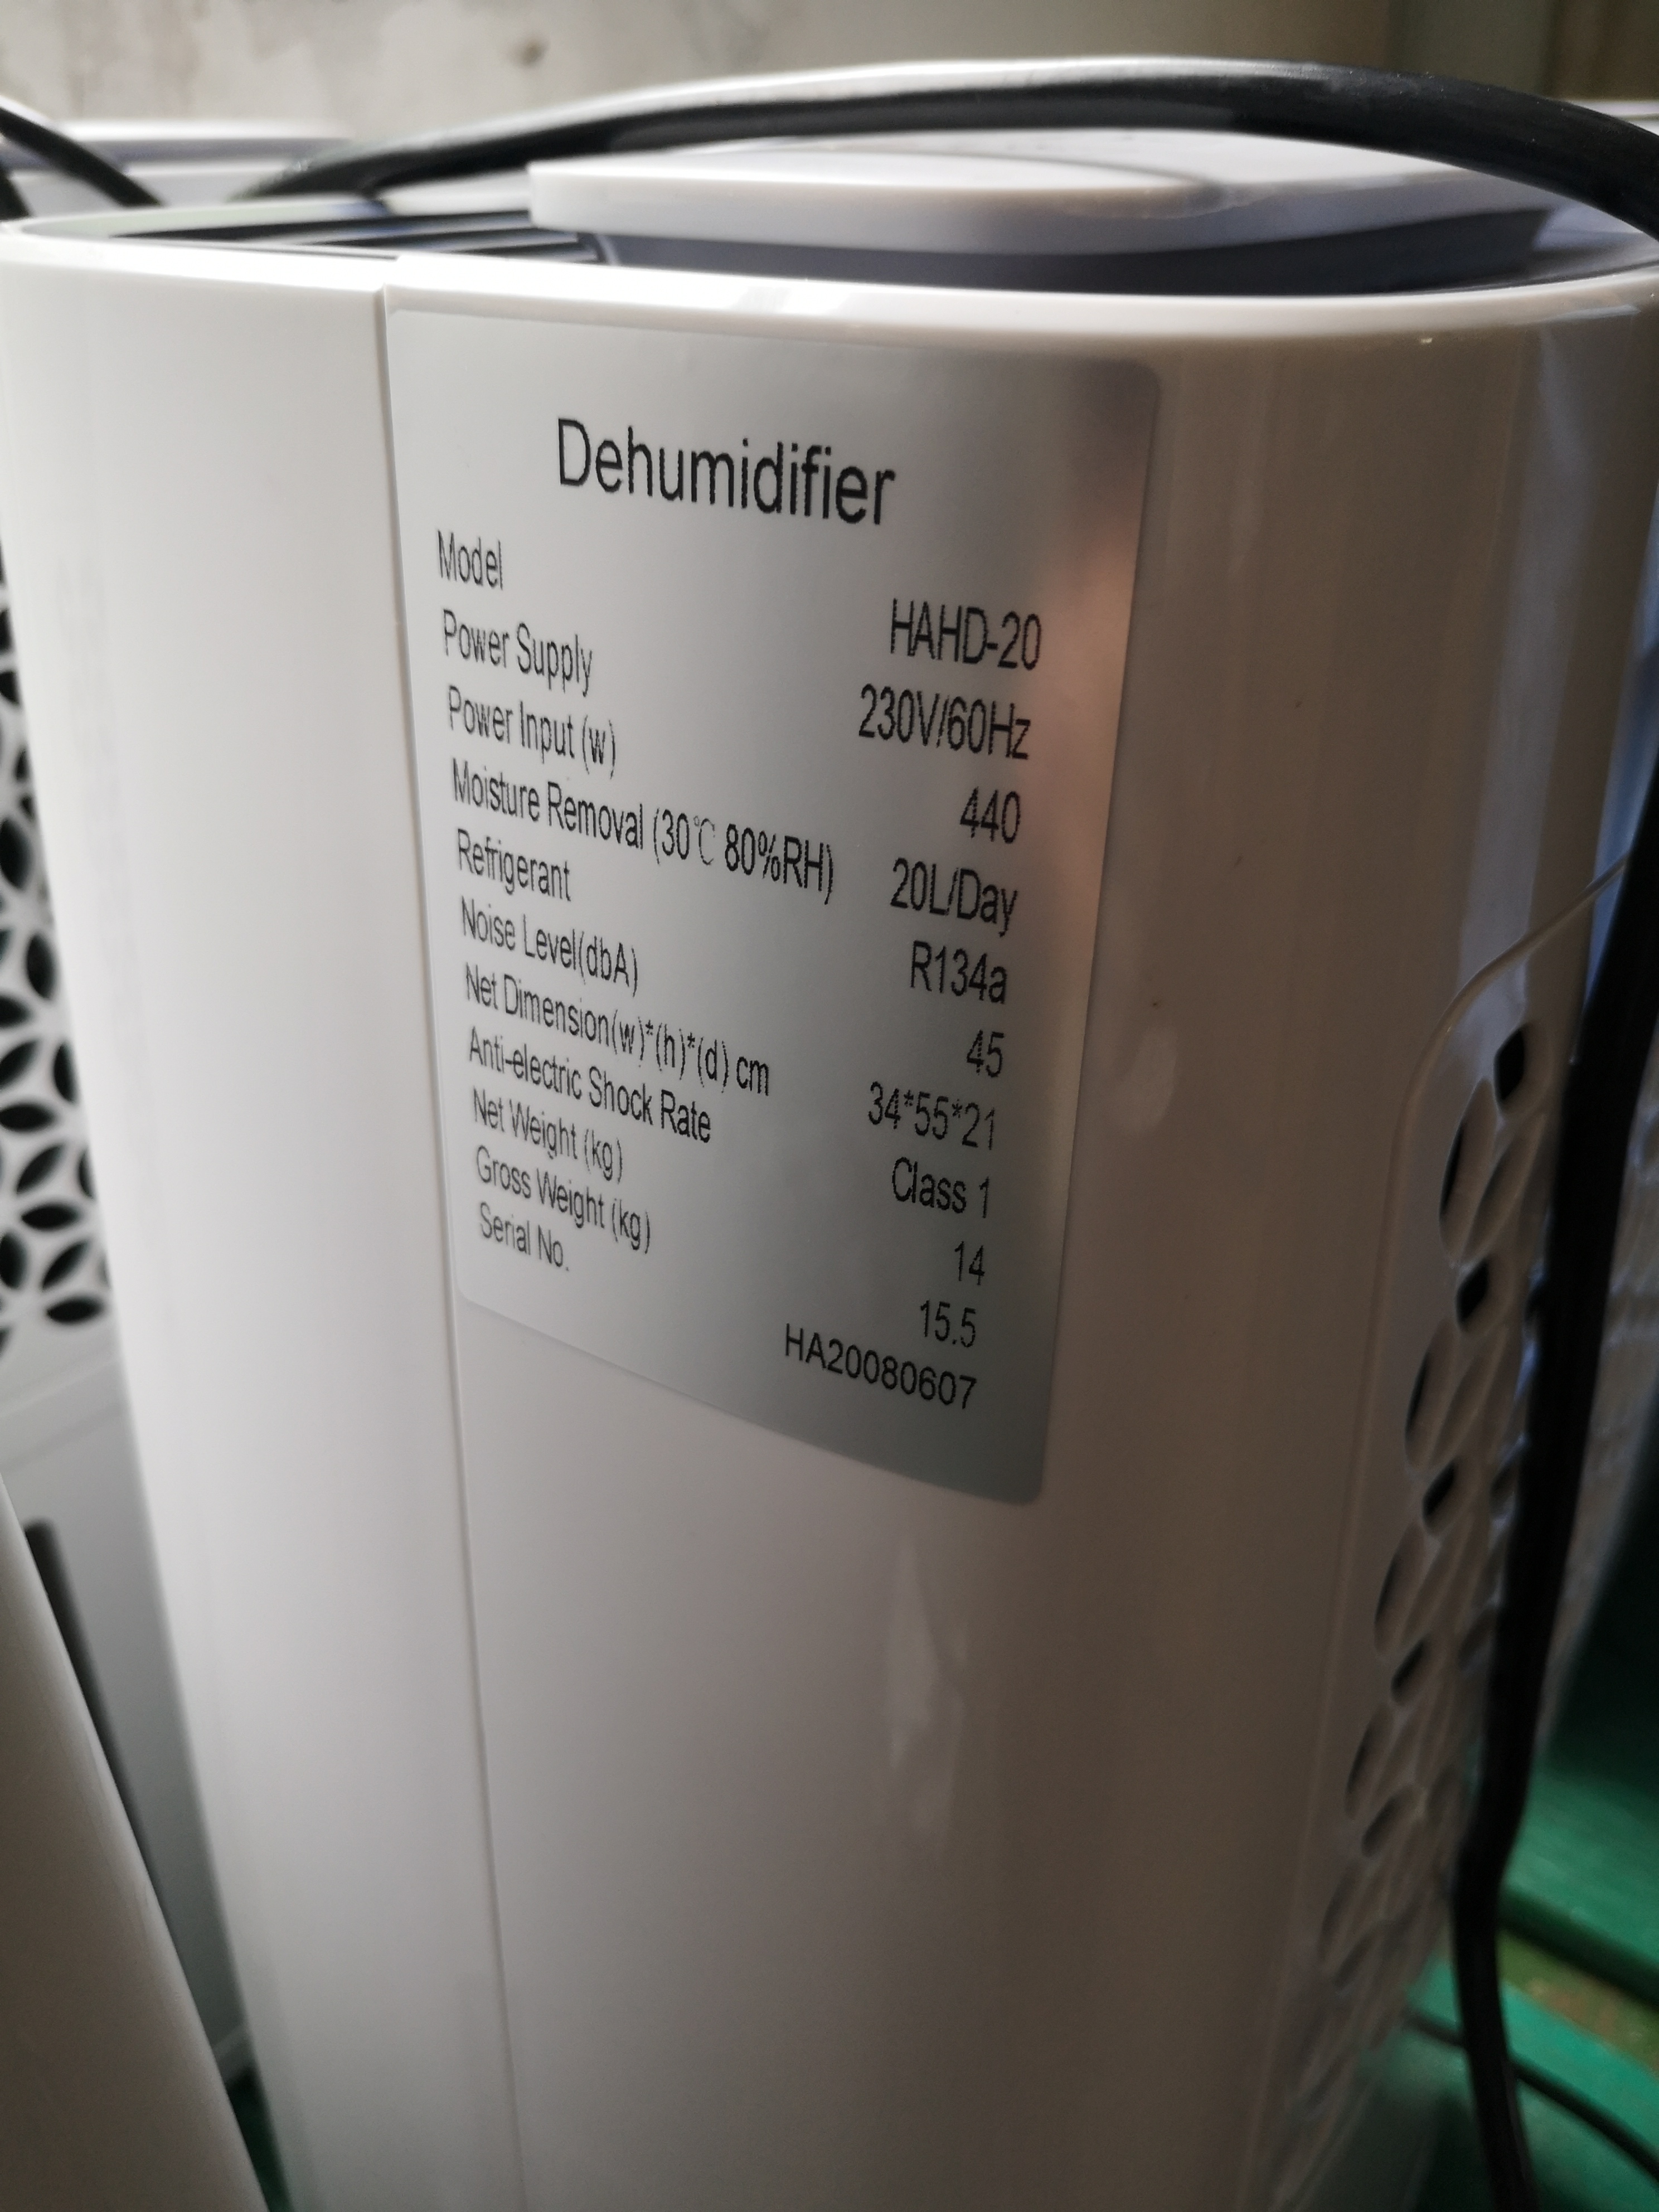 Dehumidifier
Model HAHD-20
Power Supply 230V/60Hz
Power Input (w) 440
Moisture Removal (30℃ 80%RH) 20L/Day
Refrigerant R134a
Noise Level(dbA) 45
Net Dimension(w)*(h)*(d) cm 34*55*21
Anti-electric Shock Rate Class 1
Net Weight (kg) 14
Gross Weight (kg) 15.5
Serial No. HA20080607